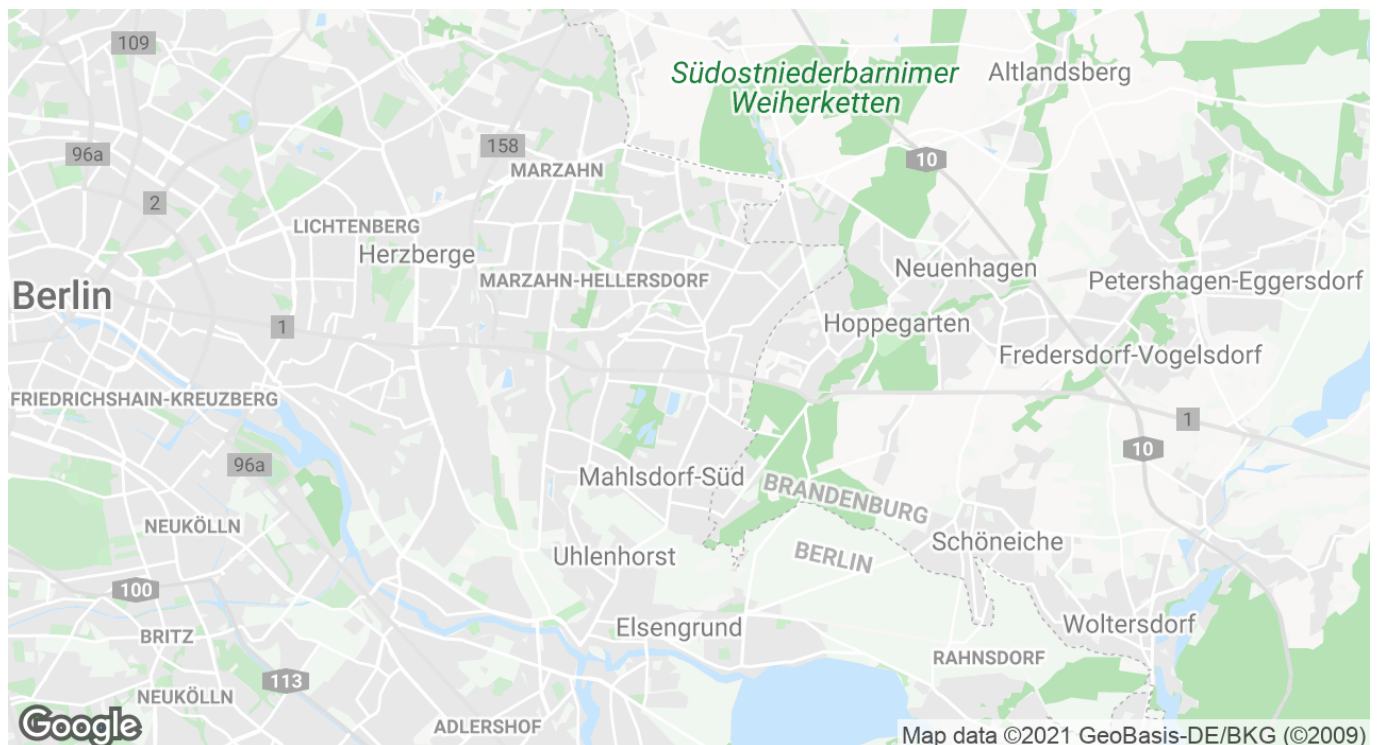 109
Südostniederbarnimer
Weiherketten
Altlandsberg
96a
158
10
MARZAHN
2
LICHTENBERG
Herzberge
Neuenhagen
MARZAHN-HELLERSDORF
Petershagen-Eggersdorf
Berlin
1
Hoppegarten
Fredersdorf-Vogelsdorf
FRIEDRICHSHAIN-KREUZBERG
1
10
96a
Mahlsdorf-Süd
BRANDENBURG
NEUKÖLLN
Schöneiche
Uhlenhorst
BERLIN
100
Elsengrund
Woltersdorf
BRITZ
RAHNSDORF
113
NEUKÖLLN
Google
ADLERSHOF
Map data ©2021 GeoBasis-DE/BKG (©2009)